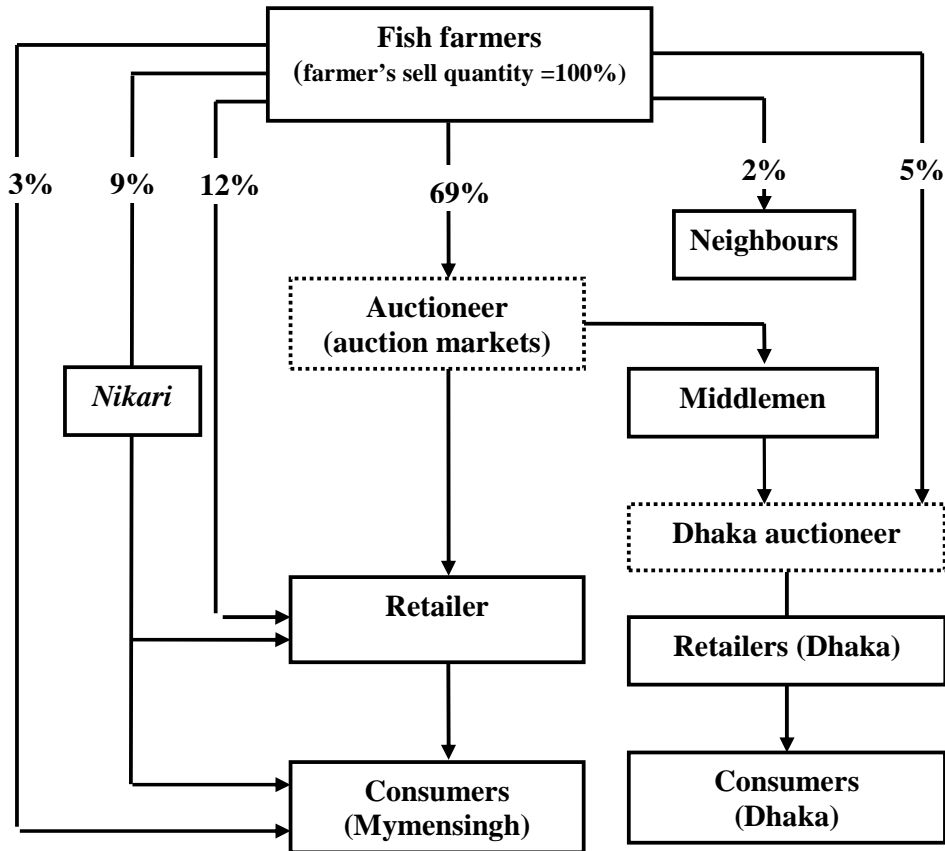 Fish farmers
(farmer's sell quantity =100%)
3%
9%
12%
69%
2%
5%
Neighbours
Auctioneer
(auction markets)
Nikari
Middlemen
Dhaka auctioneer
Retailer
Retailers (Dhaka)
Consumers
(Mymensingh)
Consumers
(Dhaka)